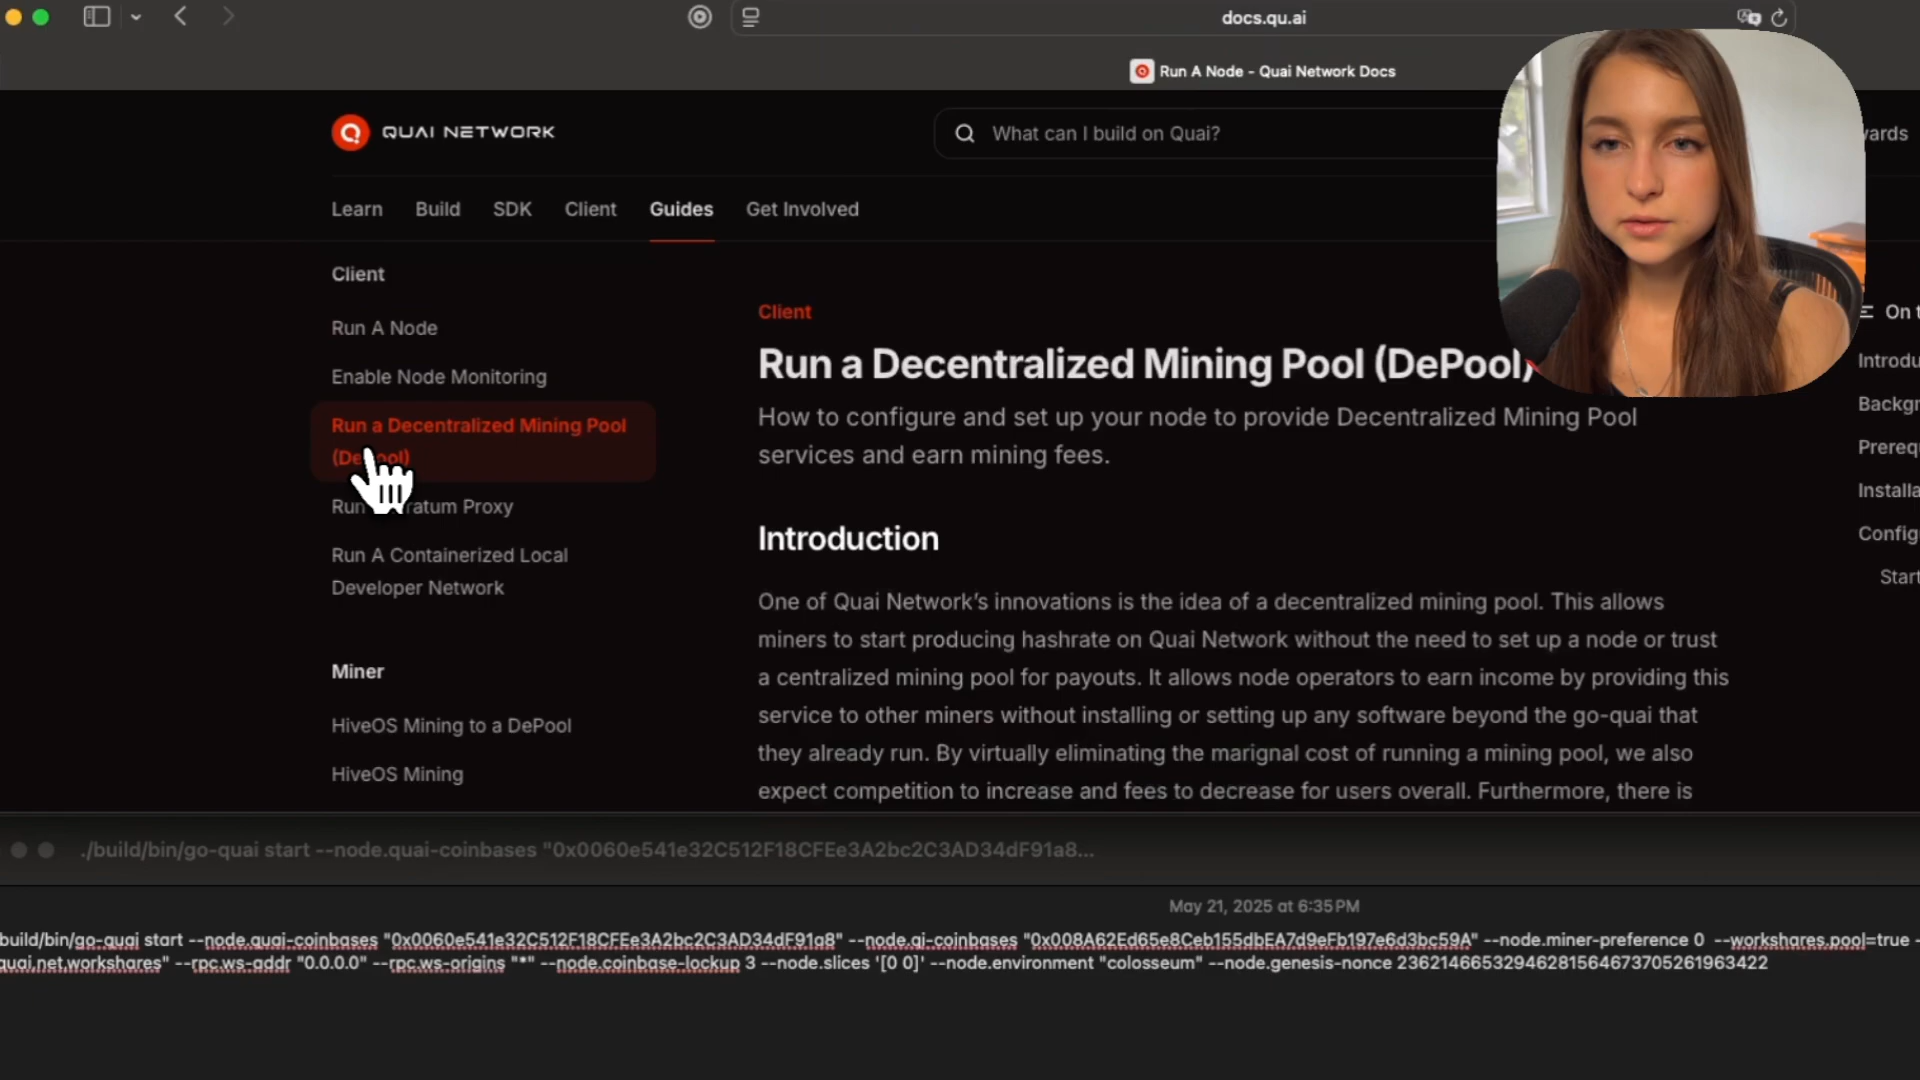 docs.qu.ai
Run A Node - Quai Network Docs
QUAI NETWORK
What can I build on Quai?
Learn Build SDK Client Guides Get Involved
Client
Run A Node
Enable Node Monitoring
Run a Decentralized Mining Pool
Proxy
Run A Containerized Local
Developer Network
Miner
HiveOS Mining to a DePool
HiveOS Mining
Client
Run a Decentralized Mining Pool (DePool)
How to configure and set up your node to provide Decentralized Mining Pool
services and earn mining fees.
Introduction
One of Quai Network’s innovations is the idea of a decentralized mining pool. This allows
miners to start producing hashrate on Quai Network without the need to set up a node or trust
a centralized mining pool for payouts. It allows node operators to earn income by providing this
service to other miners without installing or setting up any software beyond the go-quai that
they already run. By virtually eliminating the marignal cost of running a mining pool, we also
expect competition to increase and fees to decrease for users overall. Furthermore, there is
On t
Introdu
Backgr
Prereq
Installa
Config
Start
./build/bin/go-quai start --node.quai-coinbases "0x0060e541e32C512F18CFEe3A2bc2C3AD34dF91a8...
May 21, 2025 at 6:35 PM
build/bin/go-quai start --node.quai-coinbases "0x0060e541e32C512F18CFEe3A2bc2C3AD34dF91a8" --node.qi-coinbases "0x008A62Ed65e8Ceb155dbEA7d9eFb197e6d3bc59A" --node.miner-preference 0 --workshares.pool=true -
quai,net,workshares" --rpc.ws-addr "0.0.0.0" --rpc.ws-origins "*" --node.coinbase-lockup 3 --node.slices '[0 0]' --node.environment "colosseum" --node.genesis-nonce 23621466532946281564673705261963422